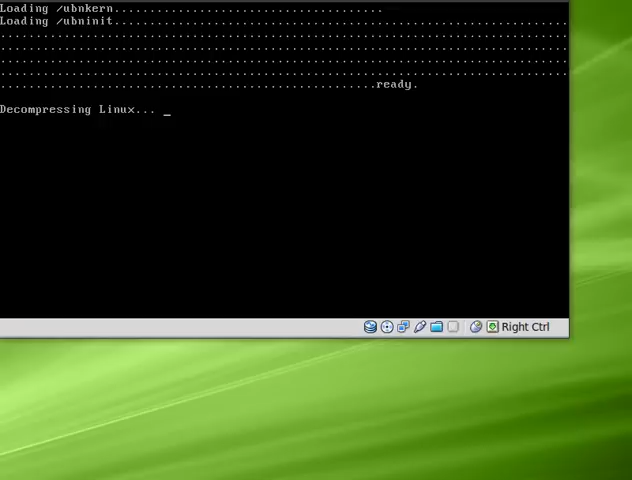 Loading /ubnkern......................................
Loading /ubninit................................................................
................................................................................
................................................................................
................................................................................
................................................................................
.....................................................ready.
Decompressing Linux... _
Right Ctrl